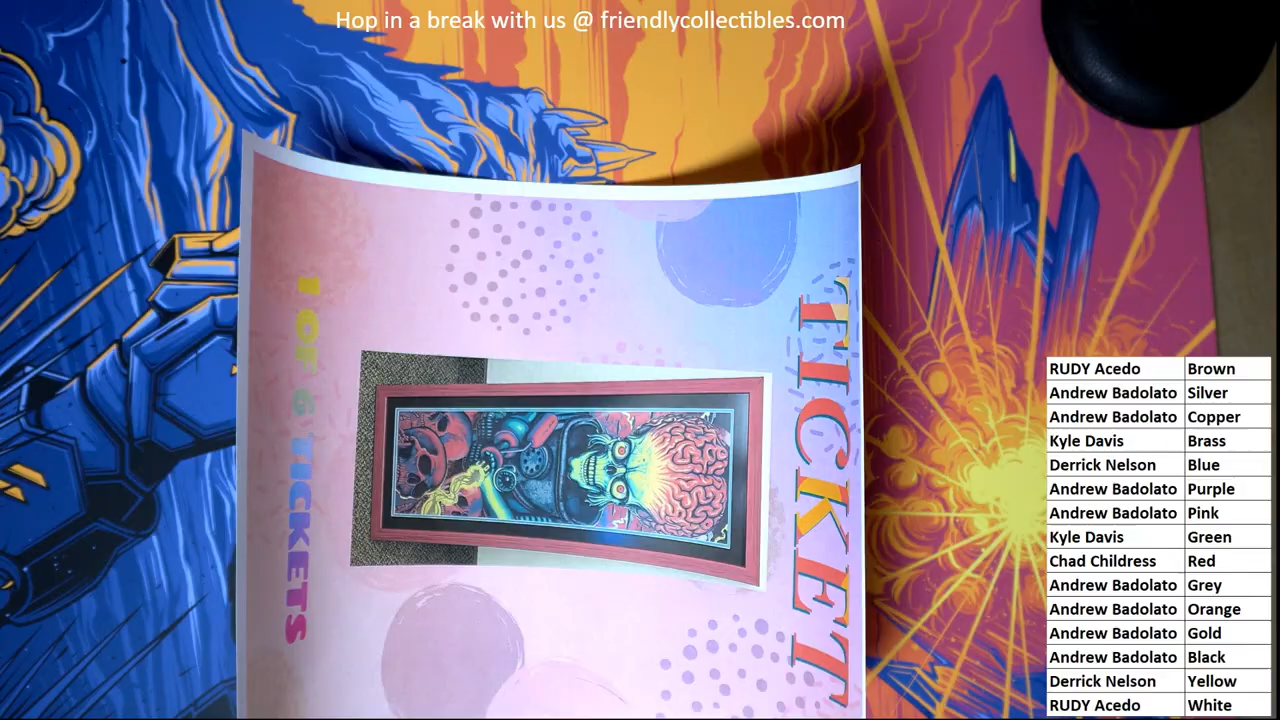 Hop in a break with us @ friendlycollectibles.com
TICKET
1 OF 6 TICKETS
RUDY Acedo Brown
Andrew Badolato Silver
Andrew Badolato Copper
Kyle Davis Brass
Derrick Nelson Blue
Andrew Badolato Purple
Andrew Badolato Pink
Kyle Davis Green
Chad Childress Red
Andrew Badolato Grey
Andrew Badolato Orange
Andrew Badolato Gold
Andrew Badolato Black
Derrick Nelson Yellow
RUDY Acedo White